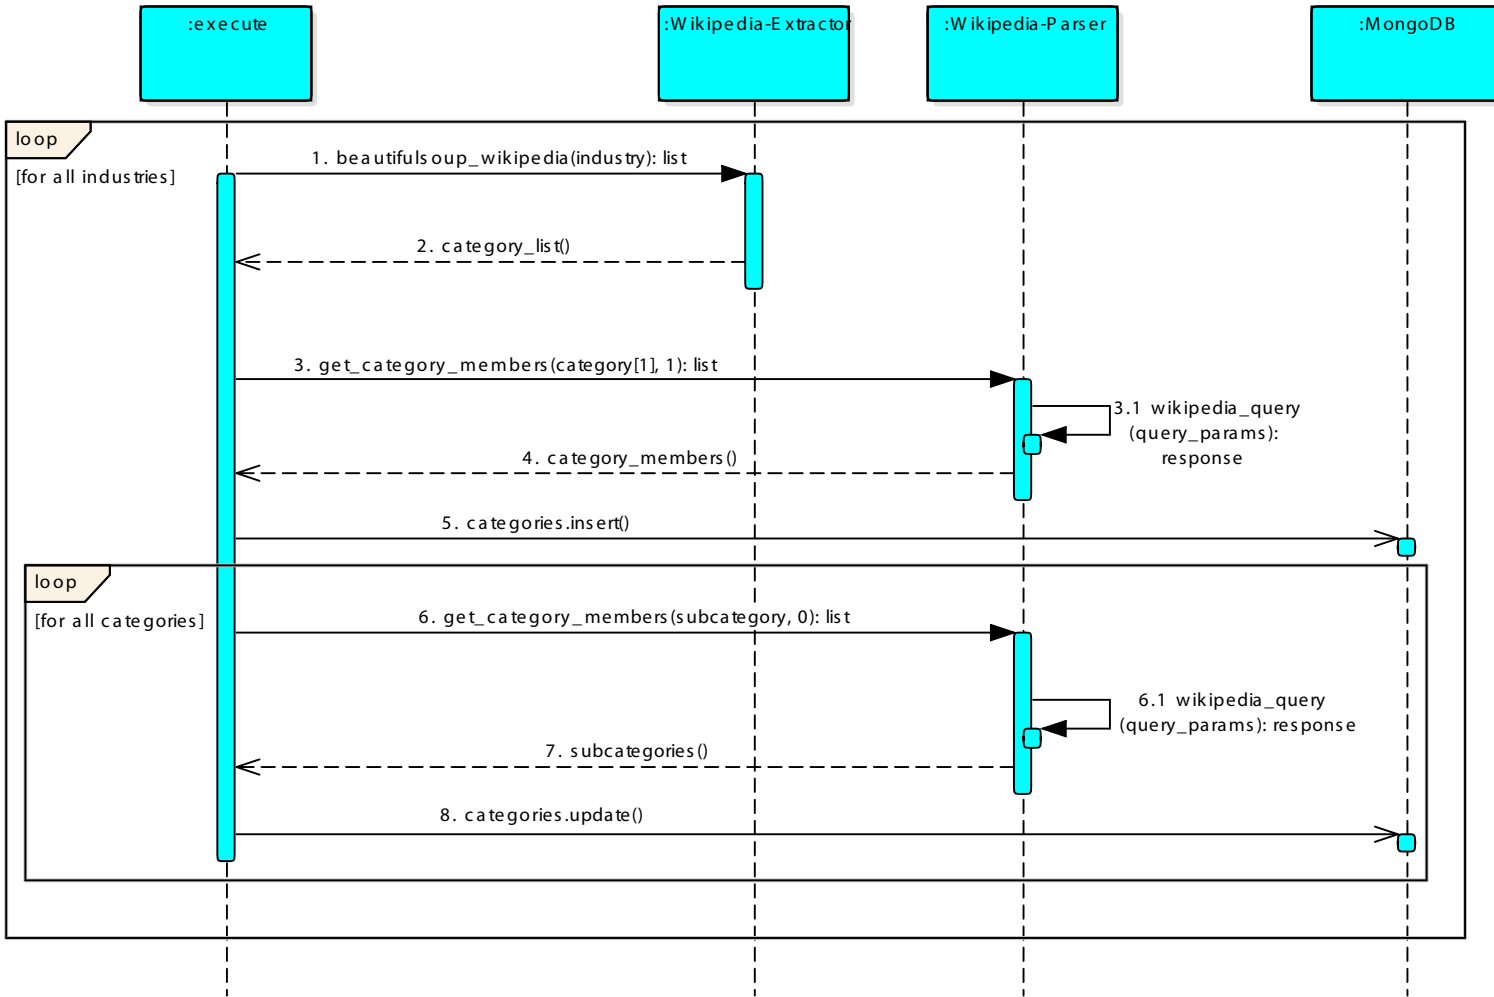 :execute
:Wikipedia-Extractor
:Wikipedia-Parser
:MongoDB
loop
[for all industries]
1. beautifulsoup_wikipedia(industry): list
2. category_list()
3. get_category_members(category[1], 1): list
3.1 wikipedia_query
(query_params):
response
4. category_members()
5. categories.insert()
loop
[for all categories]
6. get_category_members(subcategory, 0): list
6.1 wikipedia_query
(query_params): response
7. subcategories()
8. categories.update()